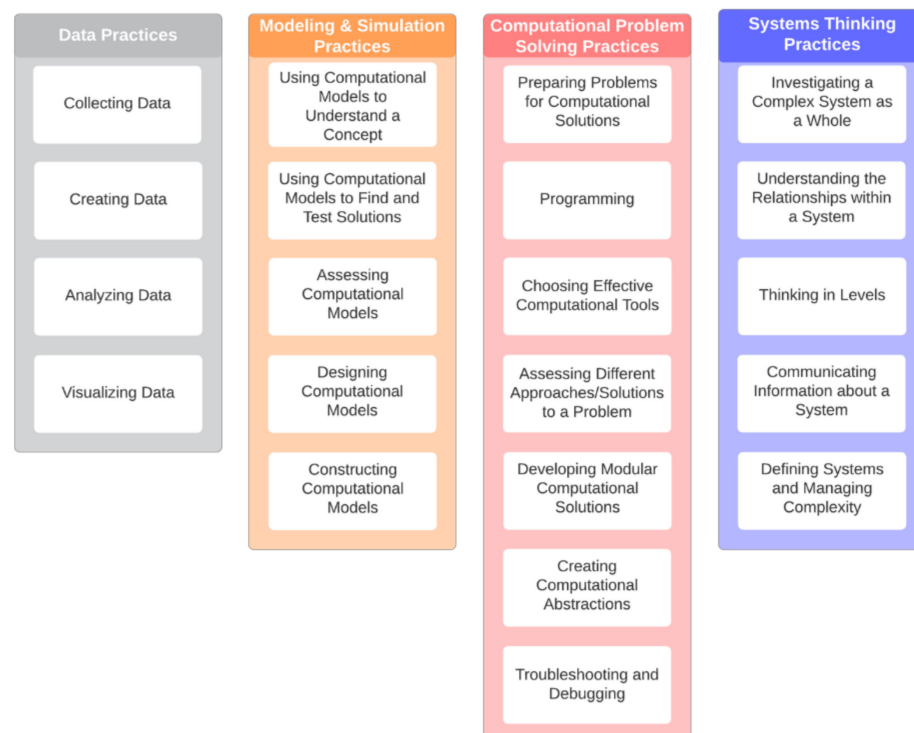 Data Practices
Collecting Data
Creating Data
Analyzing Data
Visualizing Data
Modeling & Simulation
Practices
Using Computational
Models to
Understand a
Concept
Using Computational
Models to Find and
Test Solutions
Assessing
Computational
Models
Designing
Computational
Models
Constructing
Computational
Models
Computational Problem
Solving Practices
Preparing Problems
for Computational
Solutions
Programming
Choosing Effective
Computational Tools
Assessing Different
Approaches/Solutions
to a Problem
Developing Modular
Computational
Solutions
Creating
Computational
Abstractions
Troubleshooting and
Debugging
Systems Thinking
Practices
Investigating a
Complex System as
a Whole
Understanding the
Relationships within
a System
Thinking in Levels
Communicating
Information about a
System
Defining Systems
and Managing
Complexity